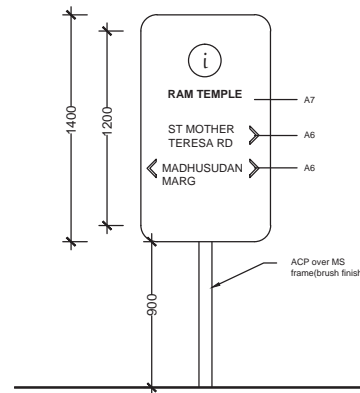 i
RAM TEMPLE
A7
ST MOTHER
TERESA RD
A6
MADHUSUDAN
MARG
A6
1400
1200
900
ACP over MS
frame(brush finish